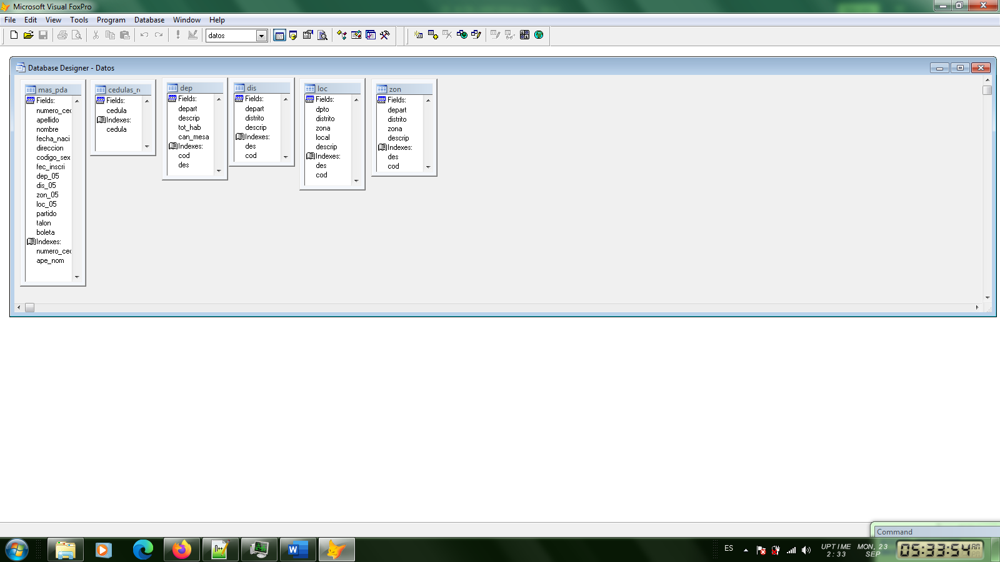 Microsoft Visual FoxPro
File Edit View Tools Program Database Window Help
datos
Database Designer - Datos
mas_pda
Fields:
numero_cec
apellido
nombre
fecha_naci
direccion
codigo_sex
fec_inscri
dep_05
dis_05
zon_05
loc_05
partido
talon
boleta
Indexes:
numero_cec
ape_nom
cedulas_r
Fields:
cedula
Indexes:
cedula
dep
Fields:
depart
descrip
tot_hab
can_mesa
Indexes:
cod
des
dis
Fields:
depart
distrito
descrip
Indexes:
des
cod
loc
Fields:
dpto
distrito
zona
local
descrip
Indexes:
des
cod
zon
Fields:
depart
distrito
zona
descrip
Indexes:
des
cod
Command
ES
UPTIME
2:33
MON, 23
SEP
05:33:54 AM